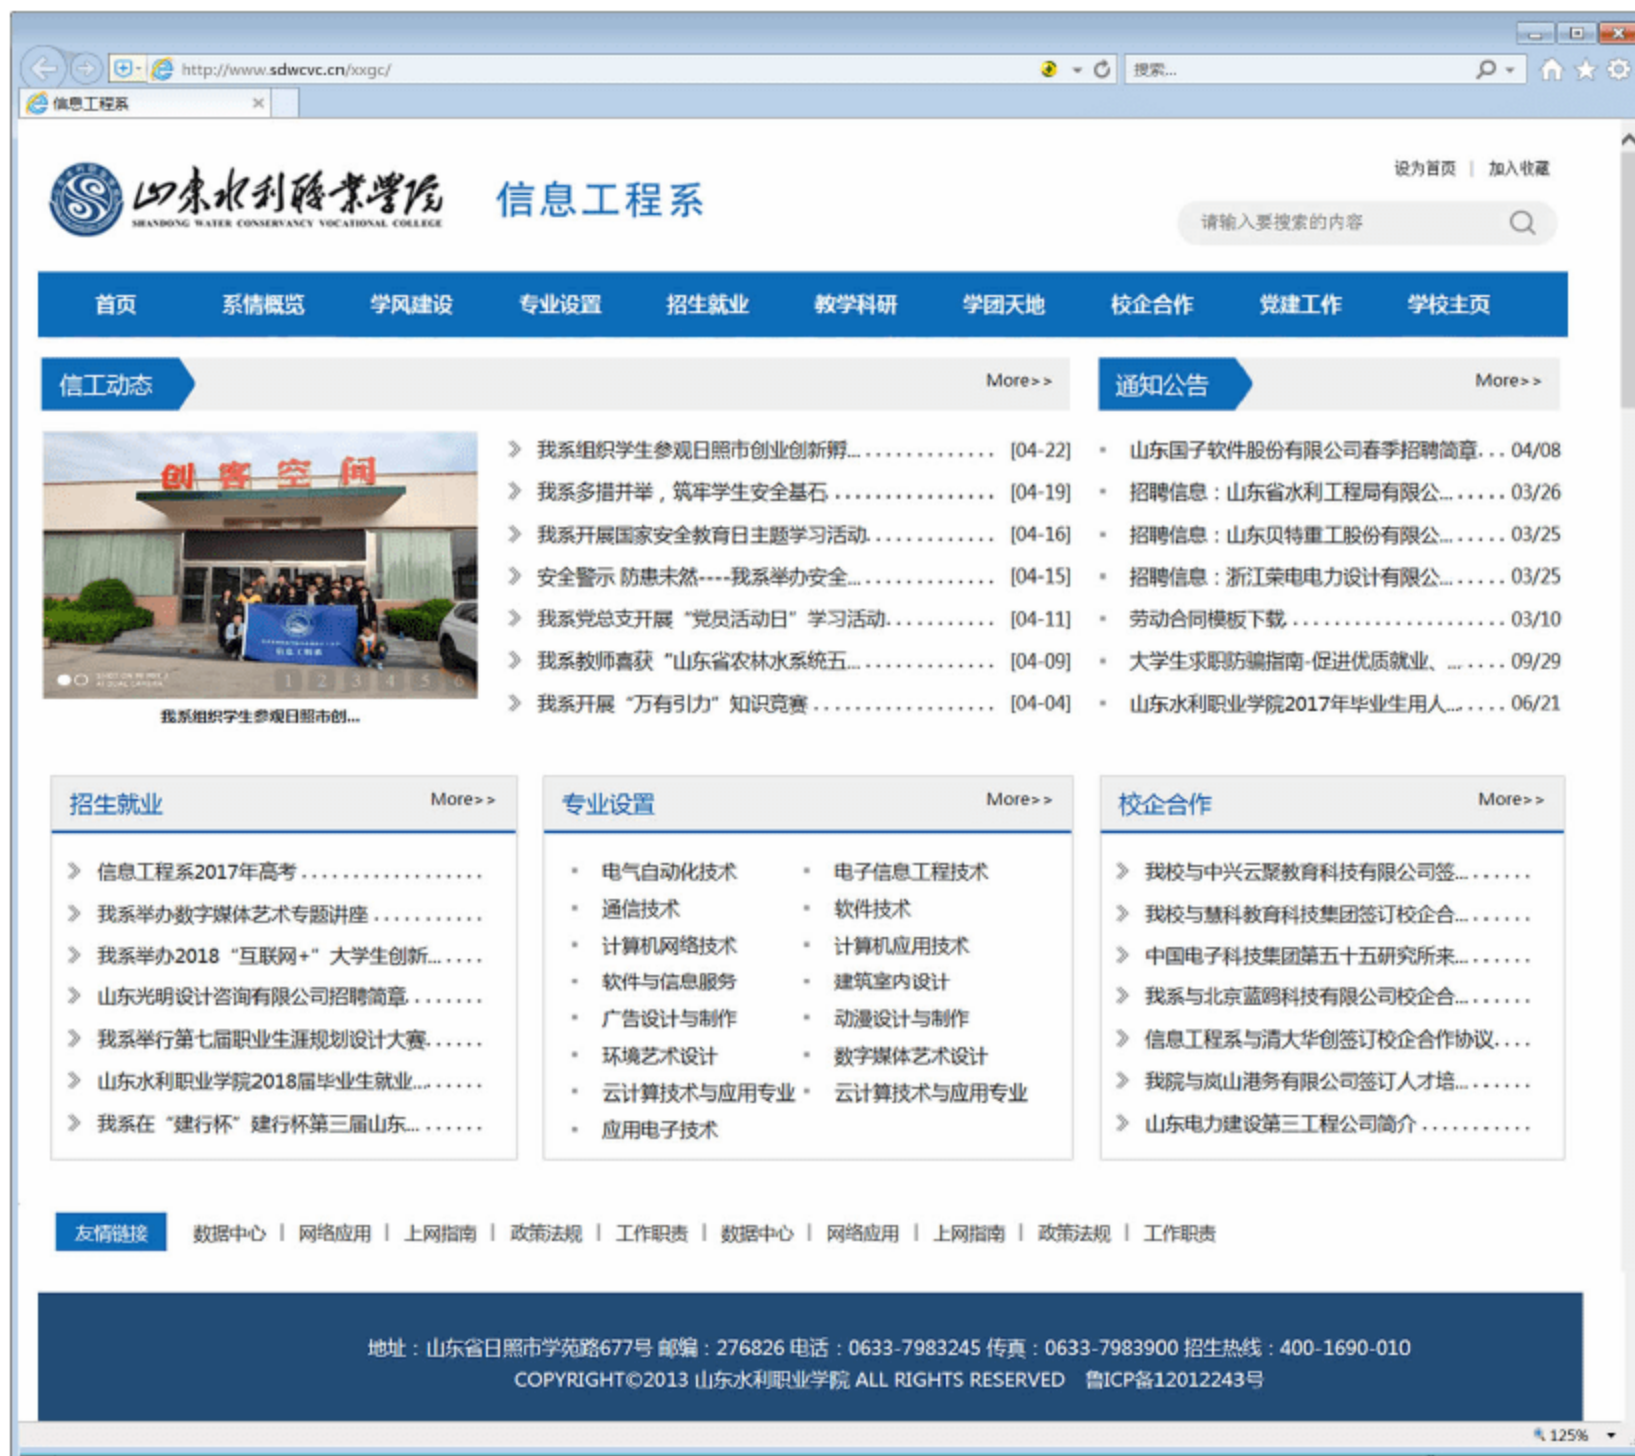 http://www.sdwcvc.cn/xxgc/
搜索...
信息工程系
设为首页 | 加入收藏
山东水利职业学院
SHANDONG WATER CONSERVANCY VOCATIONAL COLLEGE
信息工程系
请输入要搜索的内容
首页 系情概览 学风建设 专业设置 招生就业 教学科研 学团天地 校企合作 党建工作 学校主页
信工动态 More>>
创客空间
信息工程系
1 2 3 4 5 6
我系组织学生参观日照市创...
我系组织学生参观日照市创业创新孵... [04-22]
我系多措并举，筑牢学生安全基石 [04-19]
我系开展国家安全教育日主题学习活动 [04-16]
安全警示 防患未然----我系举办安全... [04-15]
我系党总支开展“党员活动日”学习活动 [04-11]
我系教师喜获“山东省农林水系统五... [04-09]
我系开展“万有引力”知识竞赛 [04-04]
通知公告 More>>
山东国子软件股份有限公司春季招聘简章... 04/08
招聘信息：山东省水利工程局有限公... 03/26
招聘信息：山东贝特重工股份有限公... 03/25
招聘信息：浙江荣电电力设计有限公... 03/25
劳动合同模板下载 03/10
大学生求职防骗指南-促进优质就业、... 09/29
山东水利职业学院2017年毕业生用人... 06/21
招生就业 More>>
信息工程系2017年高考
我系举办数字媒体艺术专题讲座
我系举办2018“互联网+”大学生创新...
山东光明设计咨询有限公司招聘简章
我系举行第七届职业生涯规划设计大赛
山东水利职业学院2018届毕业生就业...
我系在“建行杯”建行杯第三届山东...
专业设置 More>>
电气自动化技术 电子信息工程技术
通信技术 软件技术
计算机网络技术 计算机应用技术
软件与信息服务 建筑室内设计
广告设计与制作 动漫设计与制作
环境艺术设计 数字媒体艺术设计
云计算技术与应用专业 云计算技术与应用专业
应用电子技术
校企合作 More>>
我校与中兴云聚教育科技有限公司签...
我校与慧科教育科技集团签订校企合...
中国电子科技集团第五十五研究所来...
我系与北京蓝鸥科技有限公司校企合...
信息工程系与清大华创签订校企合作协议
我院与岚山港务有限公司签订人才培...
山东电力建设第三工程公司简介
友情链接 数据中心 | 网络应用 | 上网指南 | 政策法规 | 工作职责 | 数据中心 | 网络应用 | 上网指南 | 政策法规 | 工作职责
地址：山东省日照市学苑路677号 邮编：276826 电话：0633-7983245 传真：0633-7983900 招生热线：400-1690-010
COPYRIGHT©2013 山东水利职业学院 ALL RIGHTS RESERVED 鲁ICP备12012243号
125%